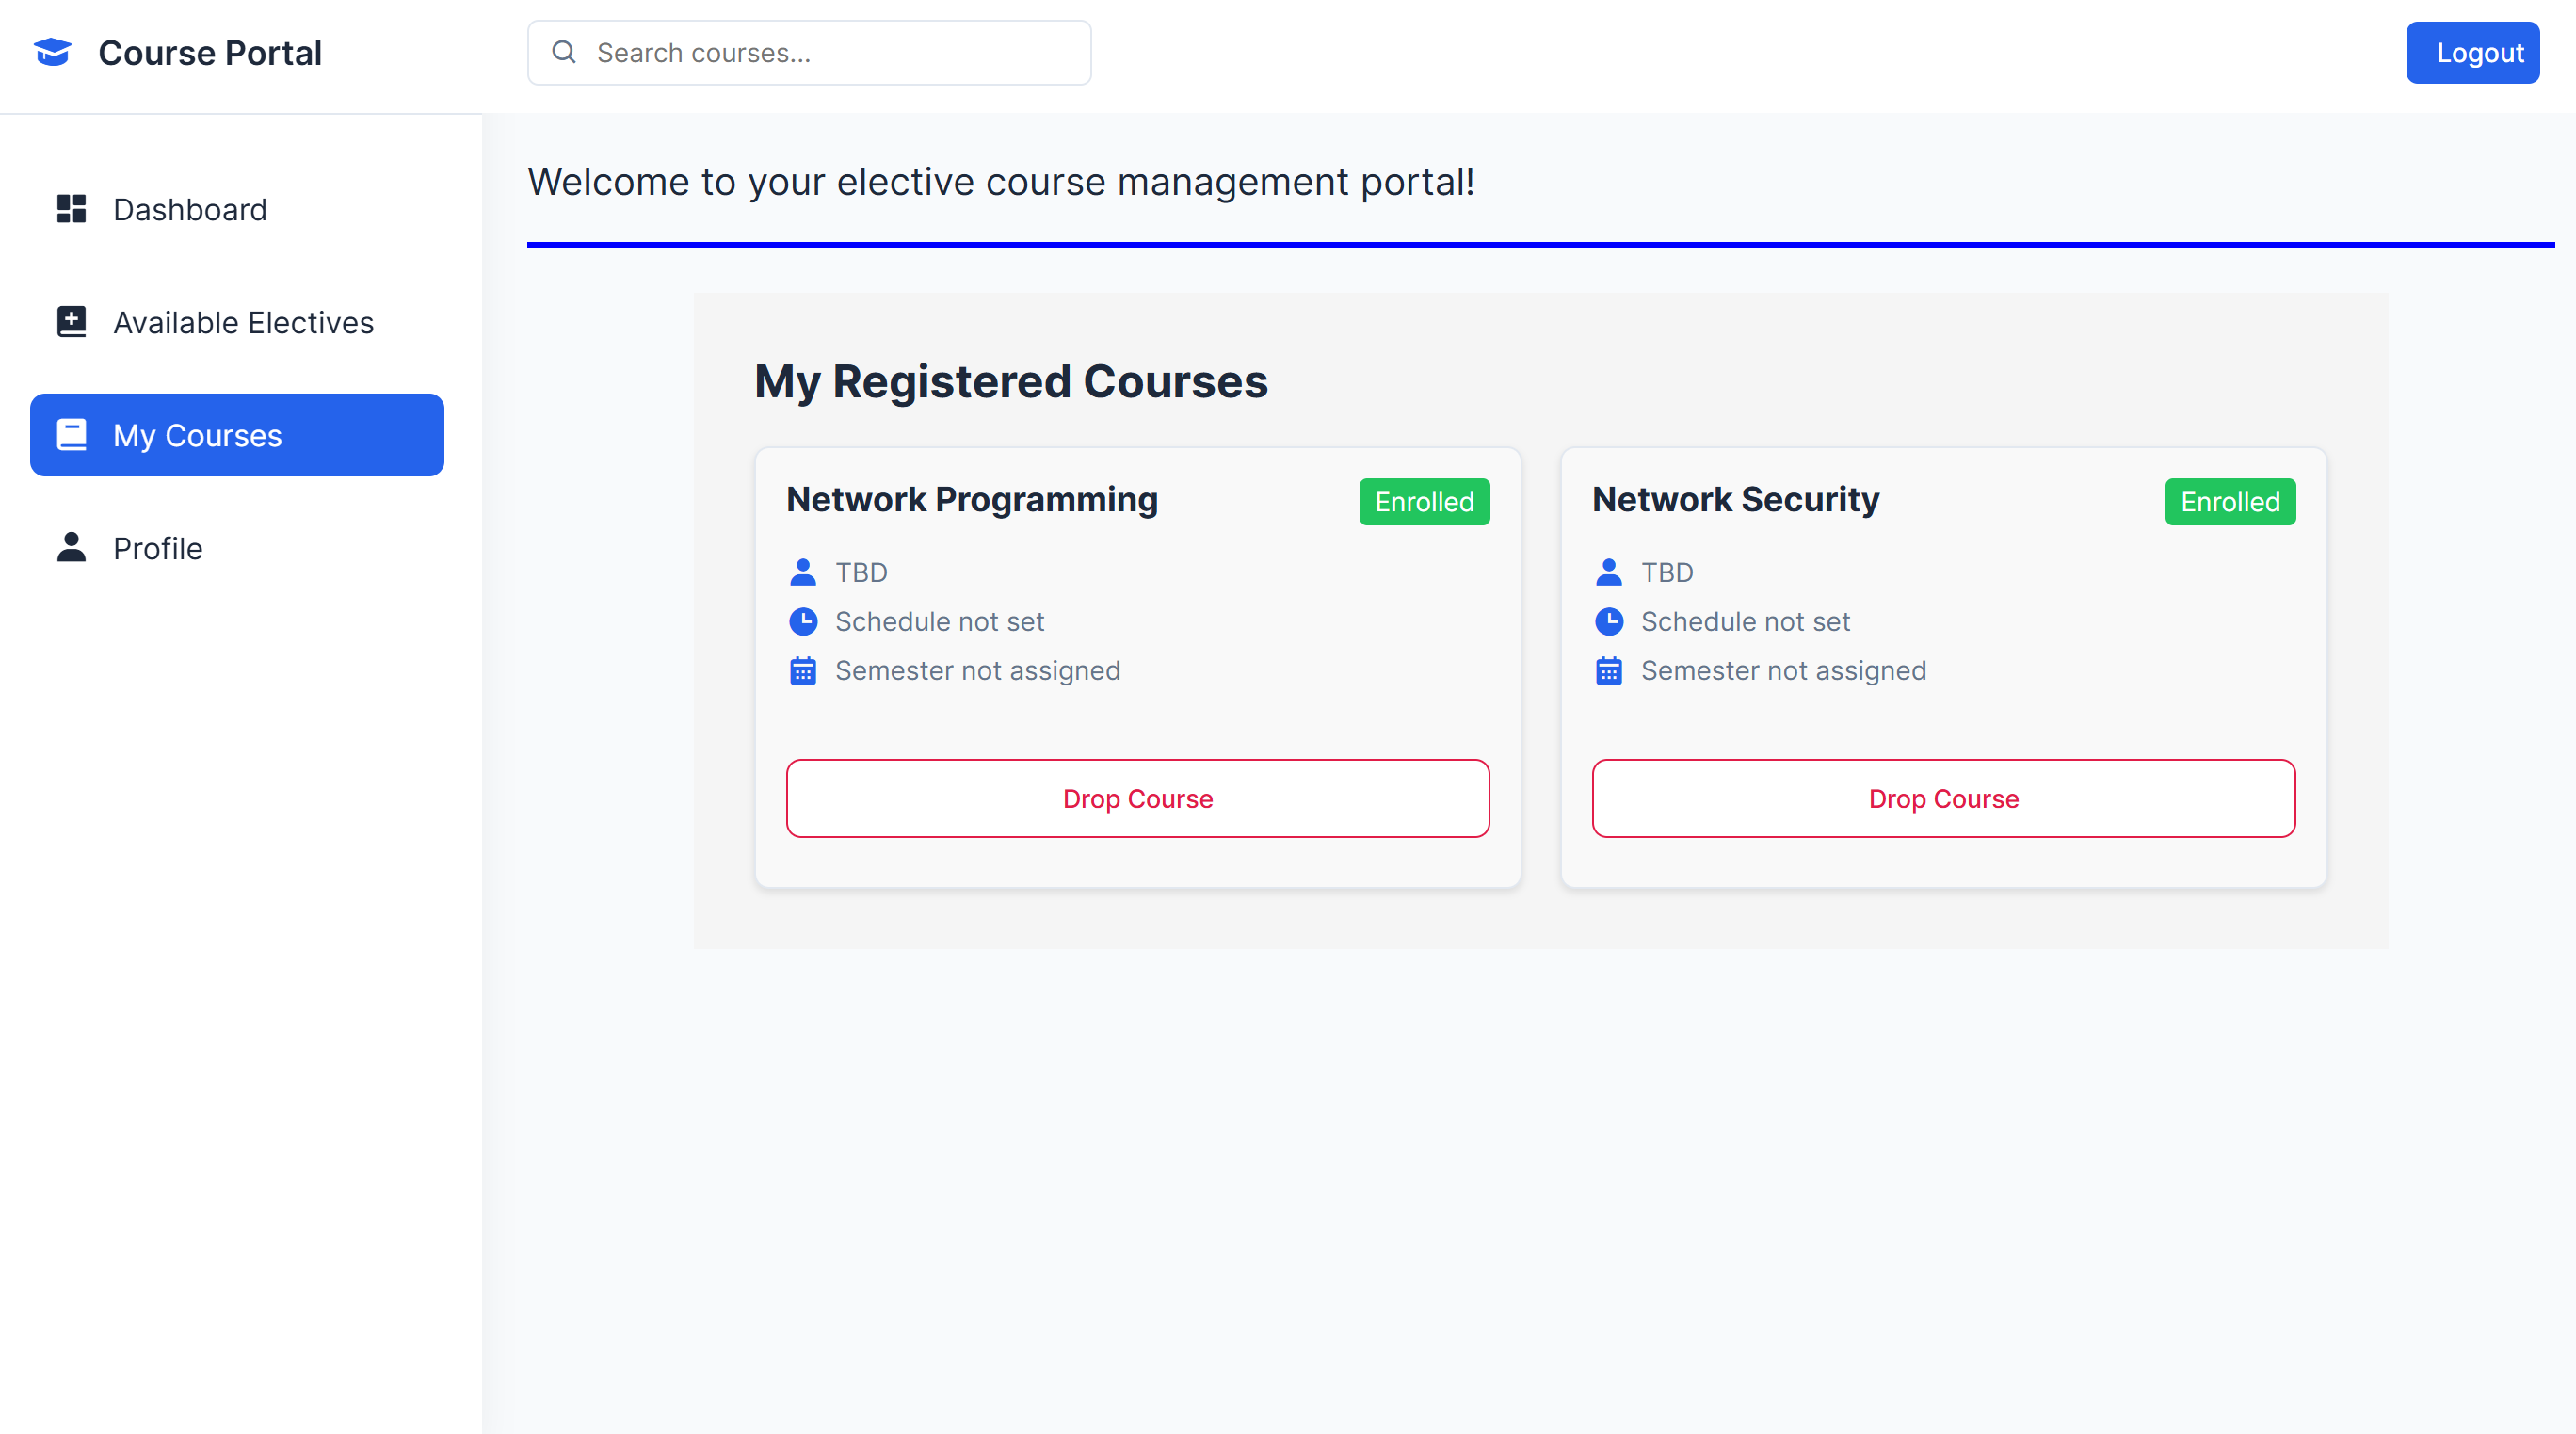 Course Portal
Search courses...
Logout
Dashboard
Available Electives
My Courses
Profile
Welcome to your elective course management portal!
My Registered Courses
Network Programming
Enrolled
TBD
Schedule not set
Semester not assigned
Drop Course
Network Security
Enrolled
TBD
Schedule not set
Semester not assigned
Drop Course